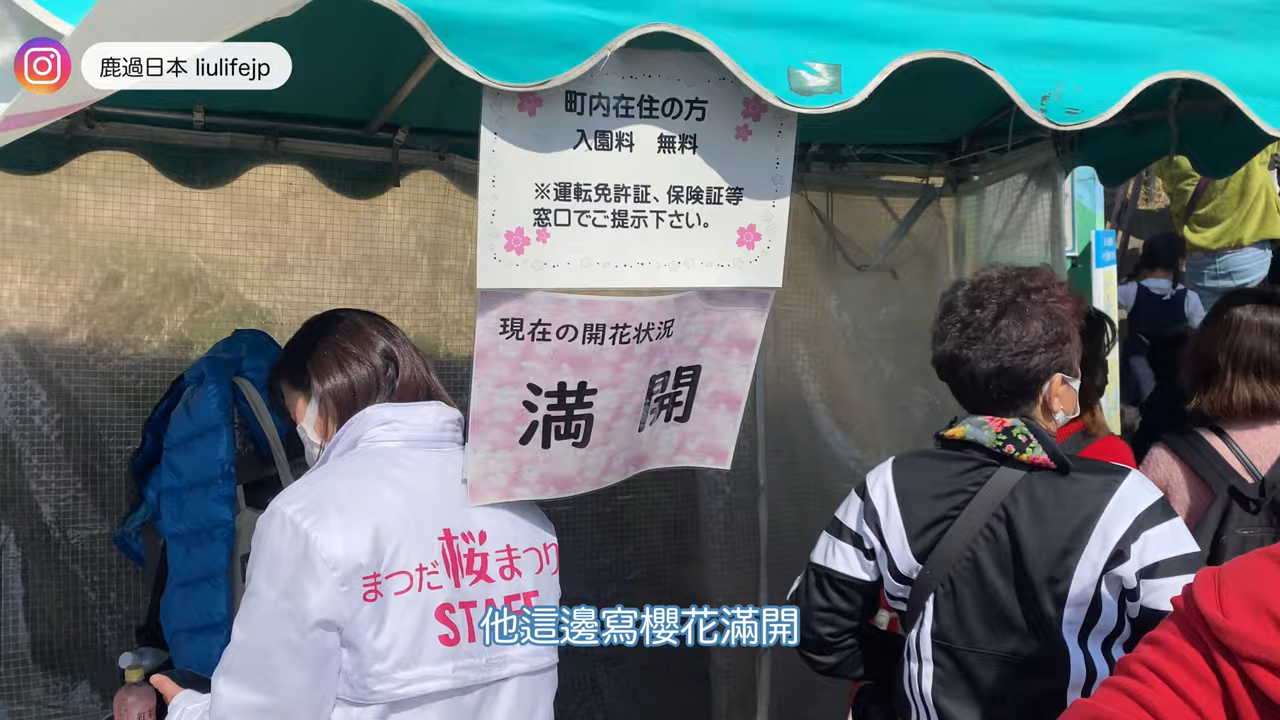 鹿過日本 liulifejp
町内在住の方
入園料 無料
※運転免許証、保険証等
窓口でご提示下さい。
現在の開花状況
満 開
まつだ桜まつり
STAFF
他這邊寫櫻花滿開